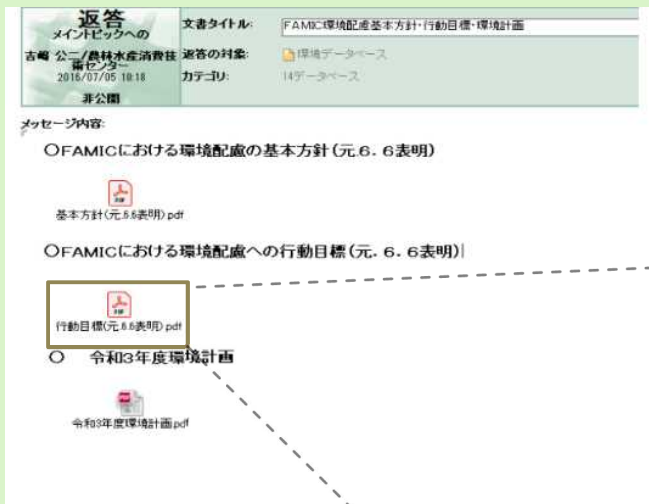 返答
メイントピックへの
吉﨑 公二/農林水産消費技
術センター
2016/07/05 18:18
非公開
文書タイトル: FAMIC環境配慮基本方針・行動目標・環境計画
返答の対象: 環境データベース
カテゴリ: 14データベース
メッセージ内容:
○FAMICにおける環境配慮の基本方針(元.6.6表明)
基本方針(元.6.6表明).pdf
○FAMICにおける環境配慮への行動目標(元.6.6表明)
行動目標(元.6.6表明).pdf
○ 令和3年度環境計画
令和3年度環境計画.pdf